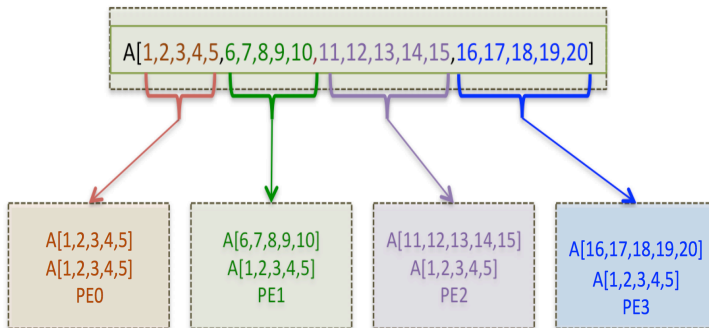 A[1,2,3,4,5,6,7,8,9,10,11,12,13,14,15,16,17,18,19,20]
A[1,2,3,4,5]
A[1,2,3,4,5]
PE0
A[6,7,8,9,10]
A[1,2,3,4,5]
PE1
A[11,12,13,14,15]
A[1,2,3,4,5]
PE2
A[16,17,18,19,20]
A[1,2,3,4,5]
PE3